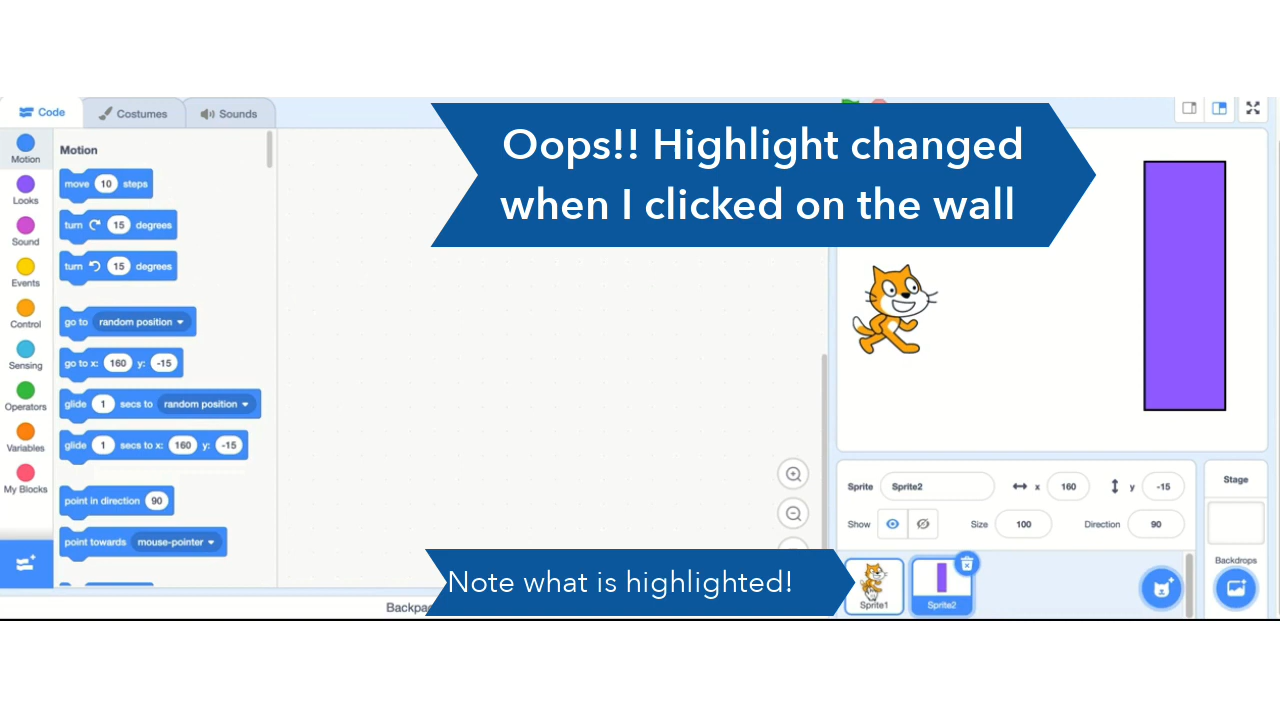 Code
Costumes
Sounds
Oops!! Highlight changed
when I clicked on the wall
Motion
Looks
Sound
Events
Control
Sensing
Operators
Variables
My Blocks
Motion
move 10 steps
turn 15 degrees
turn 15 degrees
go to random position
go to x: 160 y: -15
glide 1 secs to random position
glide 1 secs to x: 160 y: -15
point in direction 90
point towards mouse-pointer
Sprite Sprite2 x 160 y -15
Show Size 100 Direction 90
Stage
Backdrops
Note what is highlighted!
Sprite1
Sprite2